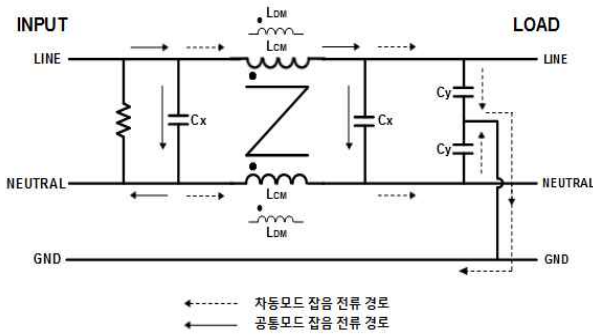 INPUT
LOAD
LDM
LCM
LINE
LINE
Cx
Cx
Cy
Cy
NEUTRAL
NEUTRAL
LCM
LDM
GND
GND
차동모드 잡음 전류 경로
공통모드 잡음 전류 경로